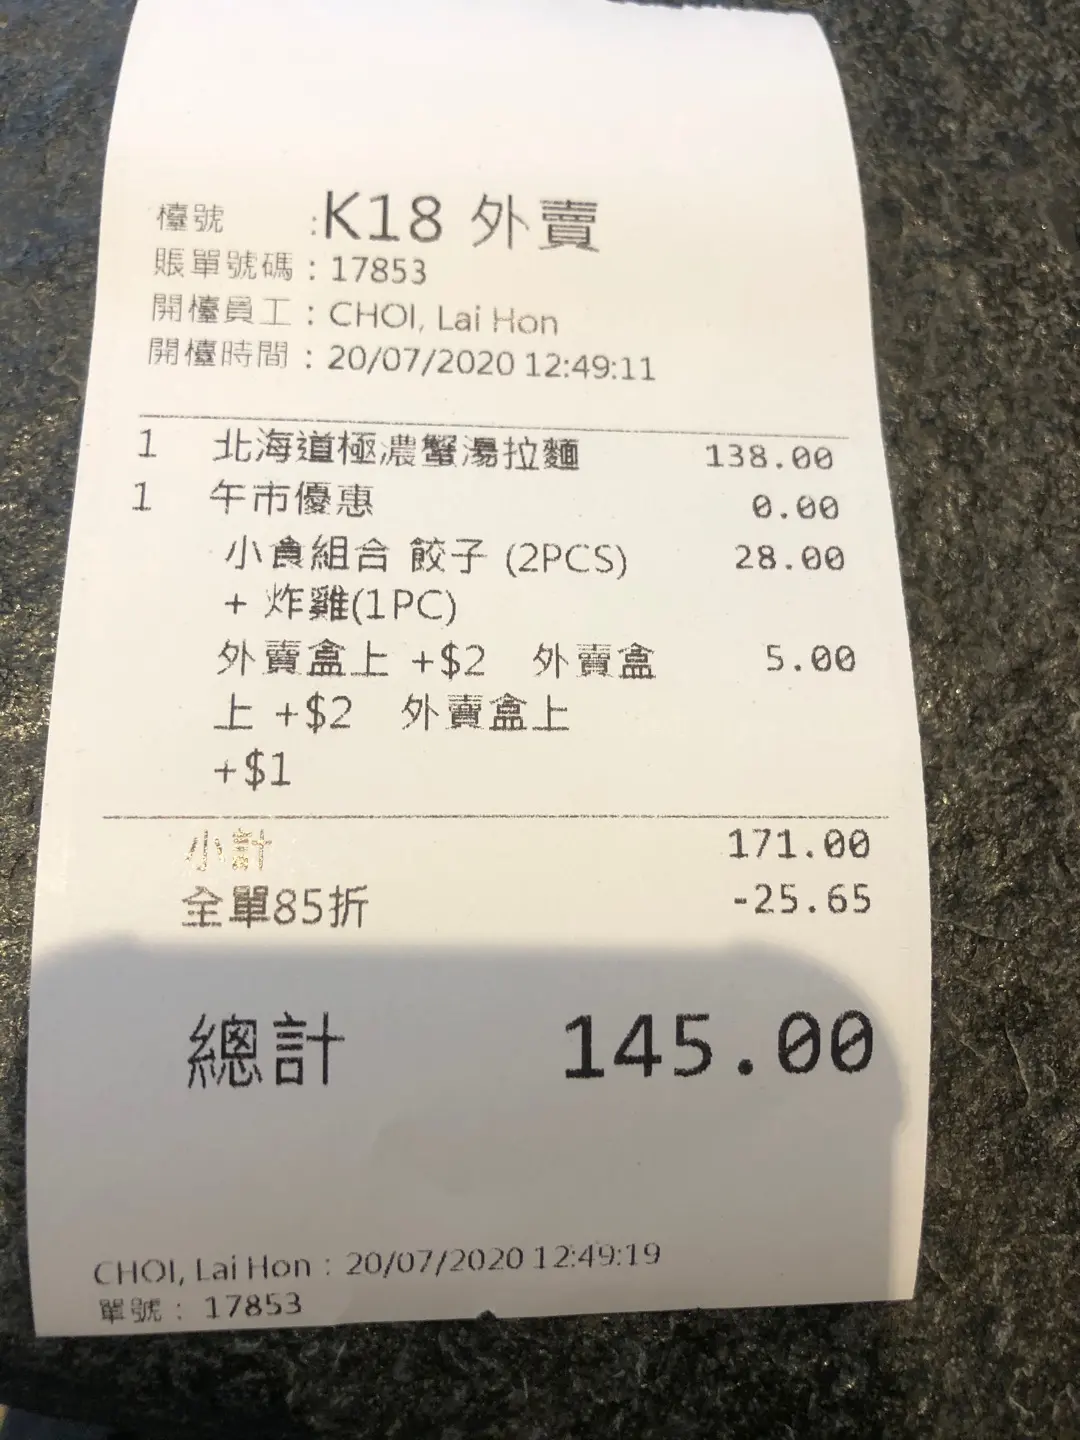 檯號 :K18 外賣
賬單號碼 : 17853
開檯員工 : CHOI, Lai Hon
開檯時間 : 20/07/2020 12:49:11
1 北海道極濃蟹湯拉麵 138.00
1 午市優惠 0.00
小食組合 餃子 (2PCS) 28.00
+ 炸雞(1PC)
外賣盒上 +$2 外賣盒 5.00
上 +$2 外賣盒上
+$1
小計 171.00
全單85折 -25.65
總計 145.00
CHOI, Lai Hon : 20/07/2020 12:49:19
單號 : 17853